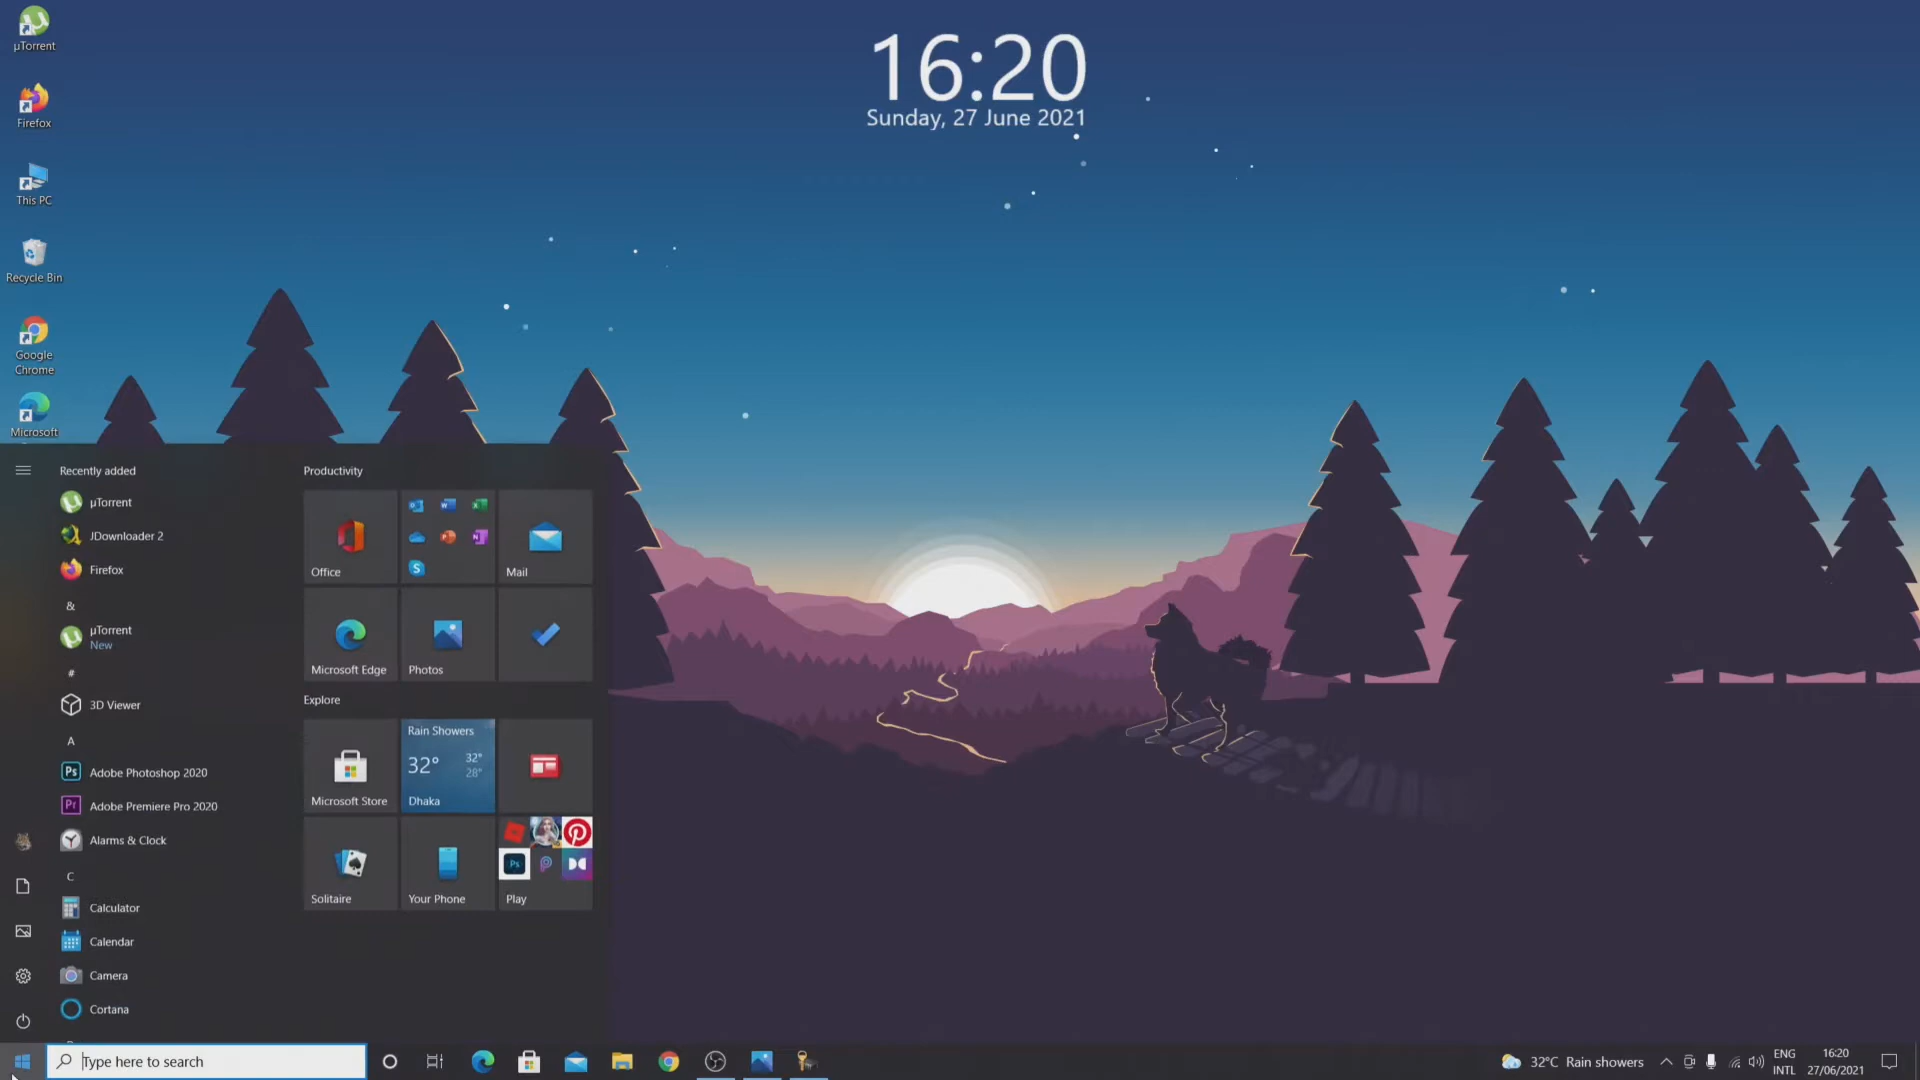 µTorrent
Firefox
This PC
Recycle Bin
Google
Chrome
Microsoft
16:20
Sunday, 27 June 2021
Recently added
µTorrent
JDownloader 2
Firefox
&
µTorrent
New
#
3D Viewer
A
Adobe Photoshop 2020
Adobe Premiere Pro 2020
Alarms & Clock
C
Calculator
Calendar
Camera
Cortana
Productivity
Office
Mail
Microsoft Edge
Photos
Explore
Microsoft Store
Rain Showers
32°
32°
28°
Dhaka
Solitaire
Your Phone
Play
Type here to search
32°C Rain showers
ENG
INTL
16:20
27/06/2021